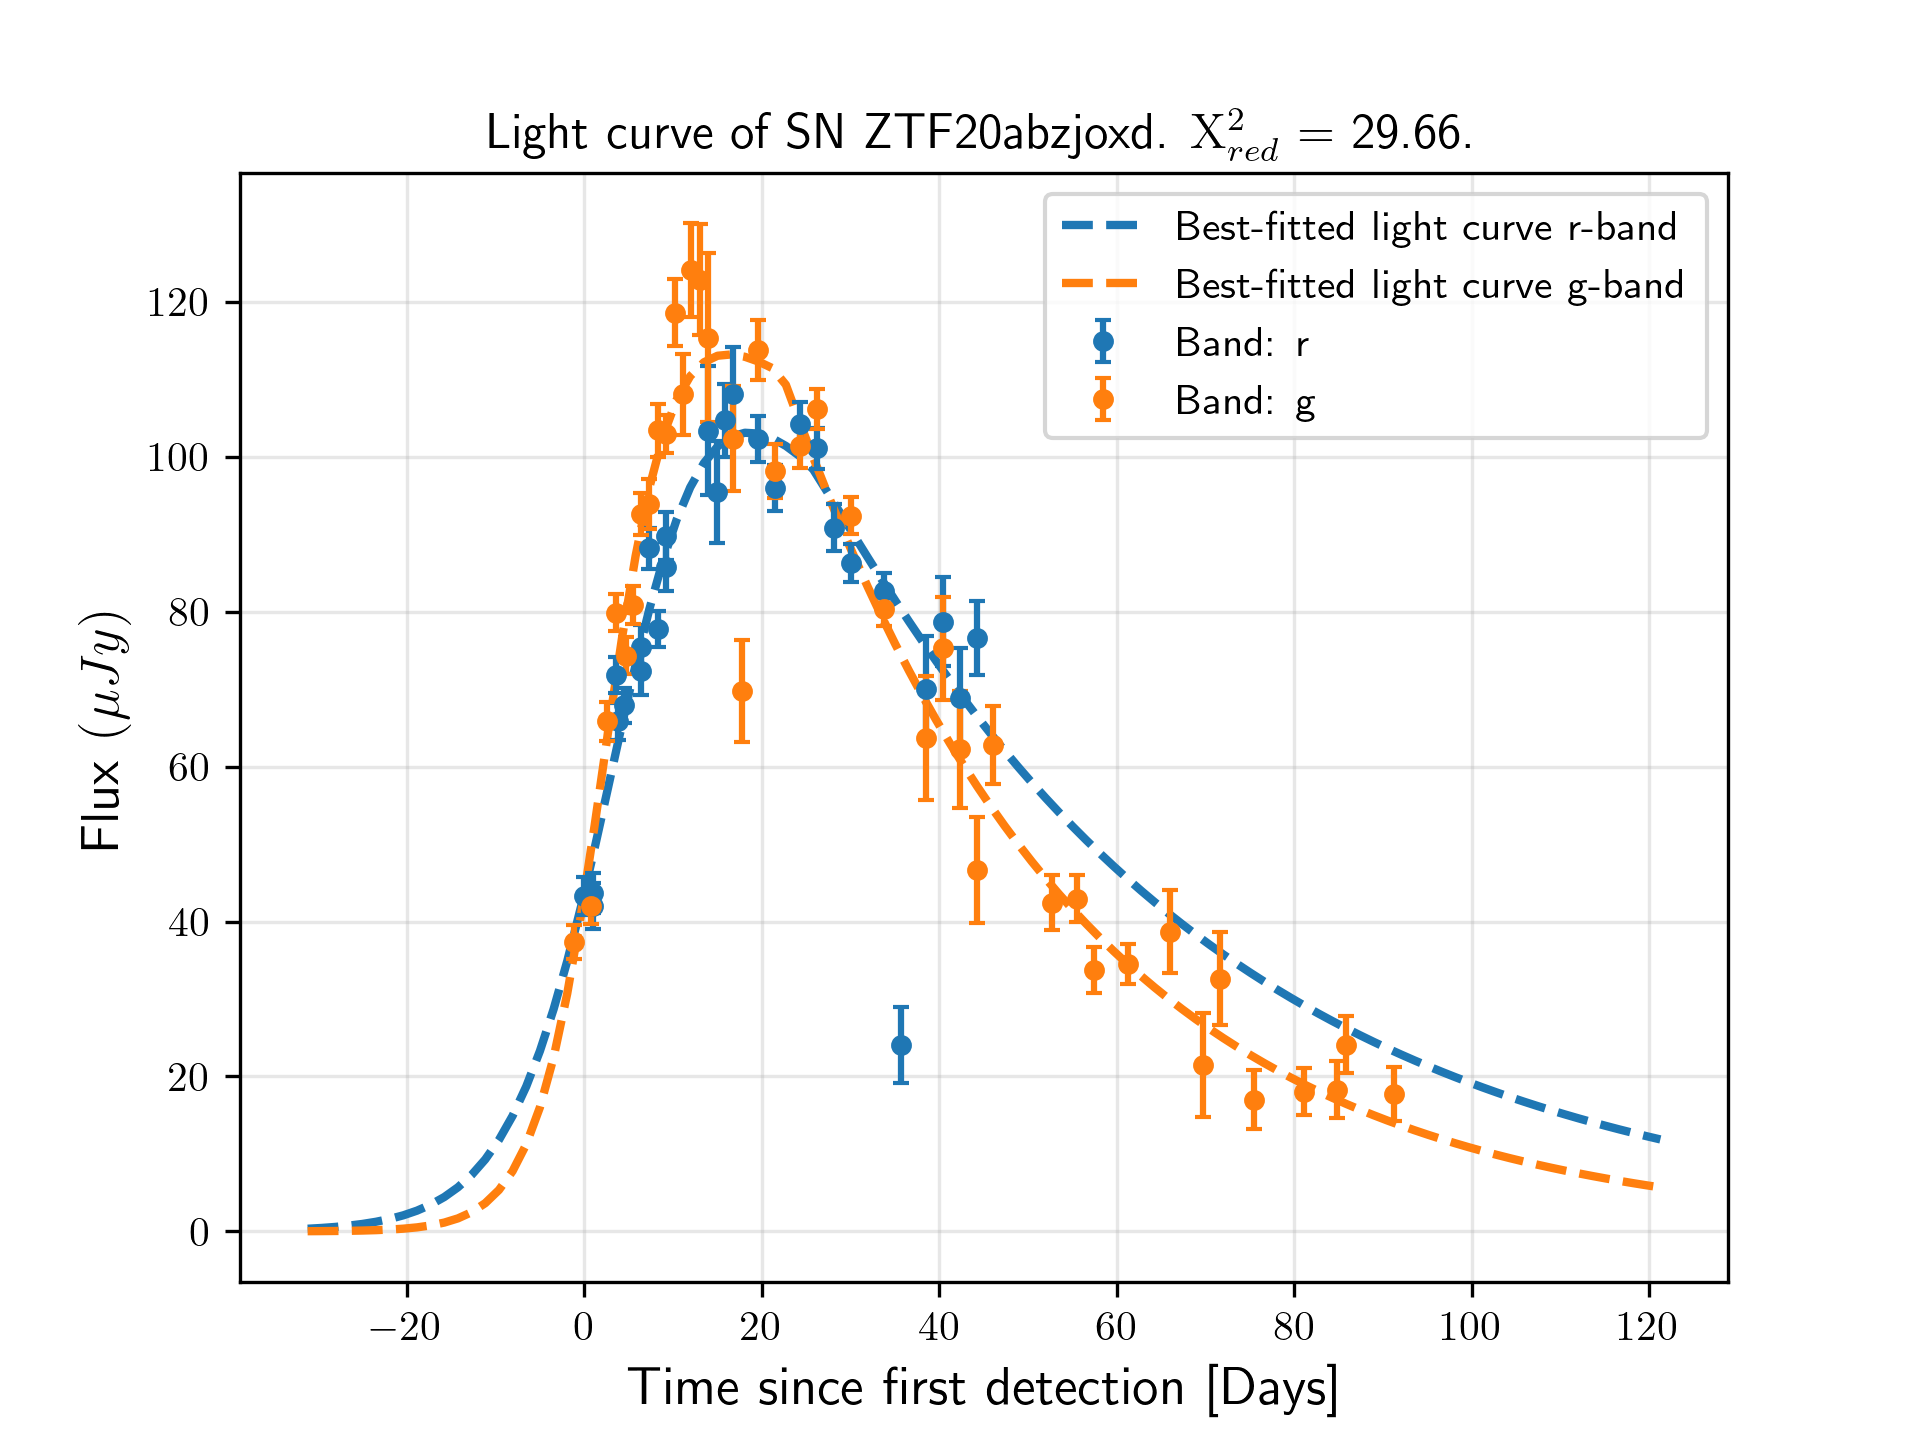 Light curve of SN ZTF20abzjoxd. X²_red = 29.66.
Best-fitted light curve r-band
Best-fitted light curve g-band
Band: r
Band: g
Flux (μJy)
120
100
80
60
40
20
0
−20 0 20 40 60 80 100 120
Time since first detection [Days]